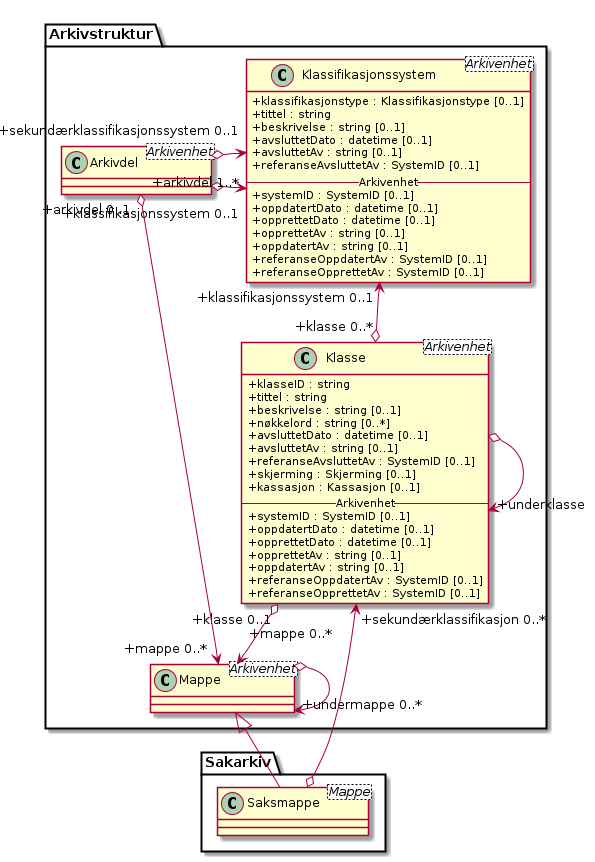 Arkivstruktur
Arkivenhet
C Klassifikasjonssystem
+klassifikasjonstype : Klassifikasjonstype [0..1]
+tittel : string
+beskrivelse : string [0..1]
+avsluttetDato : datetime [0..1]
+avsluttetAv : string [0..1]
+referanseAvsluttetAv : SystemID [0..1]
Arkivenhet
+systemID : SystemID [0..1]
+oppdatertDato : datetime [0..1]
+opprettetDato : datetime [0..1]
+opprettetAv : string [0..1]
+oppdatertAv : string [0..1]
+referanseOppdatertAv : SystemID [0..1]
+referanseOpprettetAv : SystemID [0..1]
+sekundærklassifikasjonssystem 0..1
Arkivenhet
C Arkivdel
+arkivdel 1..*
+arkivdel 0..1
+klassifikasjonssystem 0..1
+klassifikasjonssystem 0..1
+klasse 0..*
Arkivenhet
C Klasse
+klasseID : string
+tittel : string
+beskrivelse : string [0..1]
+nøkkelord : string [0..*]
+avsluttetDato : datetime [0..1]
+avsluttetAv : string [0..1]
+referanseAvsluttetAv : SystemID [0..1]
+skjerming : Skjerming [0..1]
+kassasjon : Kassasjon [0..1]
Arkivenhet
+systemID : SystemID [0..1]
+oppdatertDato : datetime [0..1]
+opprettetDato : datetime [0..1]
+opprettetAv : string [0..1]
+oppdatertAv : string [0..1]
+referanseOppdatertAv : SystemID [0..1]
+referanseOpprettetAv : SystemID [0..1]
+underklasse
+klasse 0..1
+sekundærklassifikasjon 0..*
+mappe 0..*
+mappe 0..*
Arkivenhet
C Mappe
+undermappe 0..*
Sakarkiv
Mappe
C Saksmappe